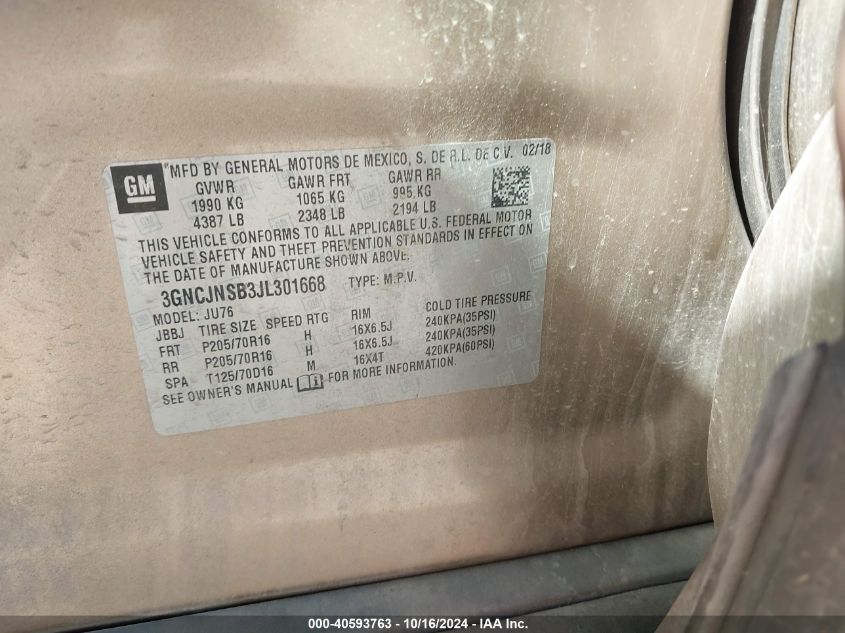 GM
MFD BY GENERAL MOTORS DE MEXICO, S. DE R.L. DE C.V. 02/18
GVWR GAWR FRT GAWR RR
1990 KG 1065 KG 995 KG
4387 LB 2348 LB 2194 LB
THIS VEHICLE CONFORMS TO ALL APPLICABLE U.S. FEDERAL MOTOR
VEHICLE SAFETY AND THEFT PREVENTION STANDARDS IN EFFECT ON
THE DATE OF MANUFACTURE SHOWN ABOVE.
3GNCJNSB3JL301668 TYPE: M.P.V.
MODEL: JU76
JBBJ TIRE SIZE SPEED RTG RIM COLD TIRE PRESSURE
FRT P205/70R16 H 16X6.5J 240KPA(35PSI)
RR P205/70R16 H 16X6.5J 240KPA(35PSI)
SPA T125/70D16 M 16X4T 420KPA(60PSI)
SEE OWNER'S MANUAL FOR MORE INFORMATION.
000-40593763 - 10/16/2024 - IAA Inc.